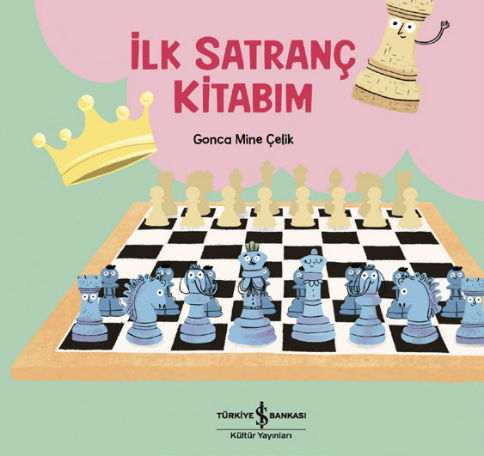 İLK SATRANÇ
KİTABIM
Gonca Mine Çelik
TÜRKİYE İŞ BANKASI
Kültür Yayınları